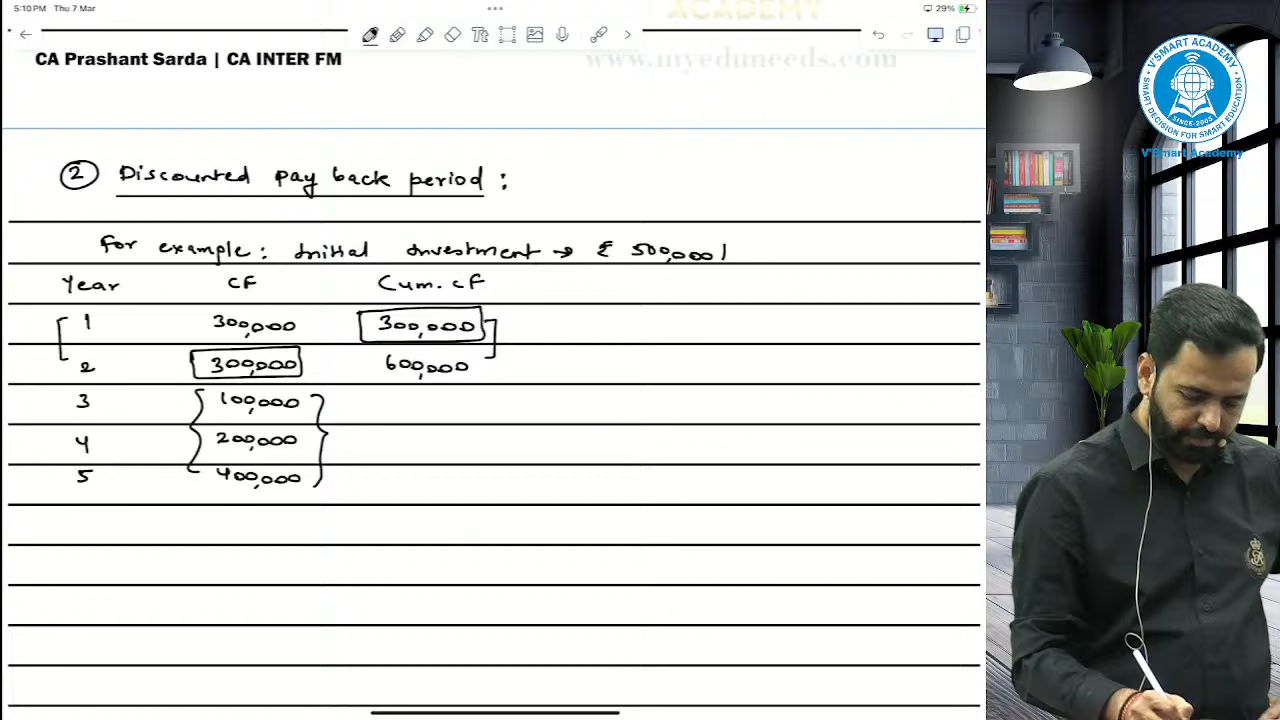 5:10 PM Thu 7 Mar
29%
ACADEMY
www.myeduneeds.com
CA Prashant Sarda | CA INTER FM
② Discounted pay back period :
For example : Initial Investment → ₹ 500,000/
Year CF Cum. CF
1 300,000 300,000
2 300,000 600,000
3 100,000
4 200,000
5 400,000
V'SMART ACADEMY
SMART DECISION FOR SMART EDUCATION
SINCE-2005
V'Smart Academy